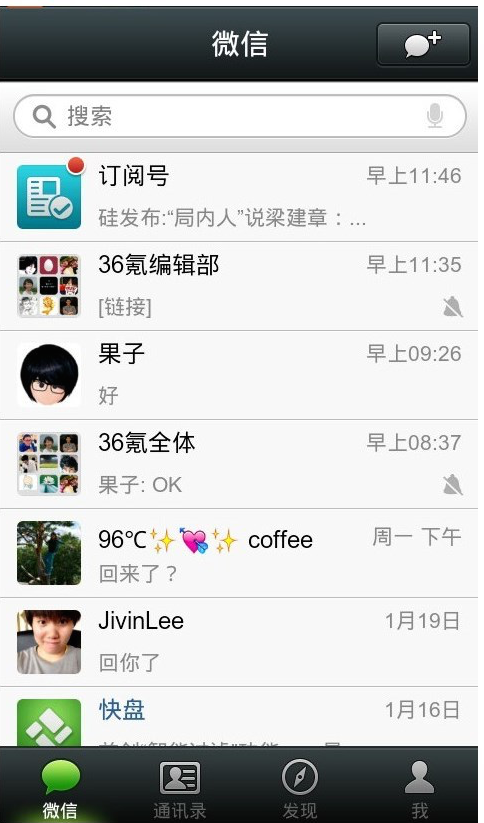 微信
搜索
订阅号
早上11:46
硅发布:“局内人”说梁建章：...
36氪编辑部
早上11:35
[链接]
果子
早上09:26
好
36氪全体
早上08:37
果子: OK
96℃✨💘✨ coffee
周一 下午
回来了？
JivinLee
1月19日
回你了
快盘
1月16日
微信
通讯录
发现
我